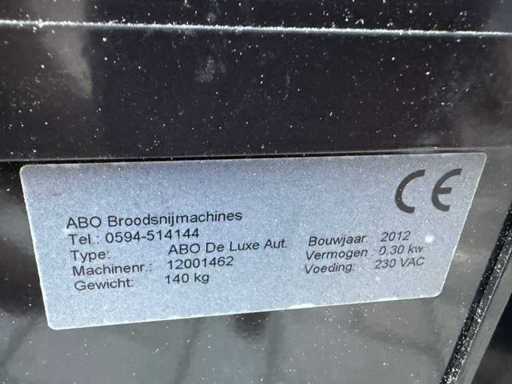 CE
ABO Broodsnijmachines
Tel.: 0594-514144
Type: ABO De Luxe Aut. Bouwjaar: 2012
Machinenr.: 12001462 Vermogen 0,30 kw
Gewicht: 140 kg Voeding: 230 VAC